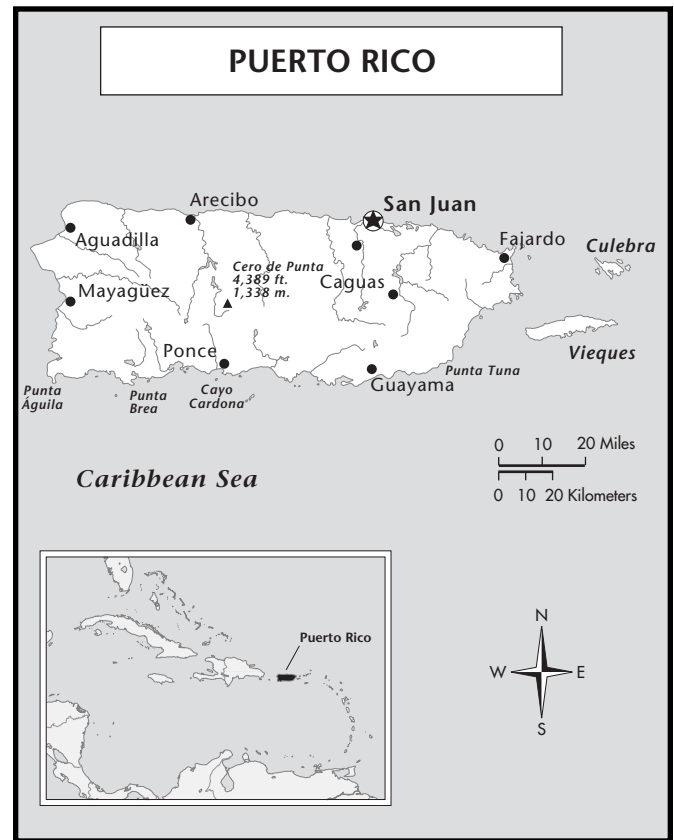 PUERTO RICO
Arecibo
San Juan
Aguadilla
Fajardo
Culebra
Cero de Punta
4,389 ft.
1,338 m.
Mayagüez
Caguas
Ponce
Vieques
Punta Tuna
Guayama
Punta
Águila
Punta
Brea
Cayo
Cardona
Caribbean Sea
0 10 20 Miles
0 10 20 Kilometers
Puerto Rico
N
W E
S